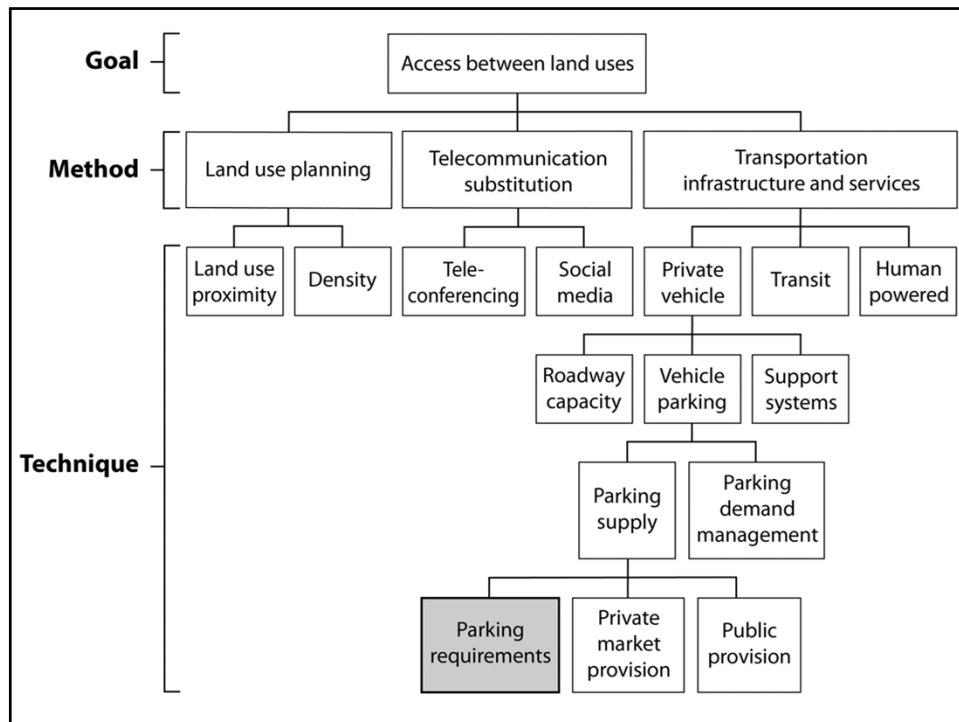 Goal
Access between land uses
Method
Land use planning
Telecommunication
substitution
Transportation
infrastructure and services
Technique
Land use
proximity
Density
Tele-
conferencing
Social
media
Private
vehicle
Transit
Human
powered
Roadway
capacity
Vehicle
parking
Support
systems
Parking
supply
Parking
demand
management
Parking
requirements
Private
market
provision
Public
provision